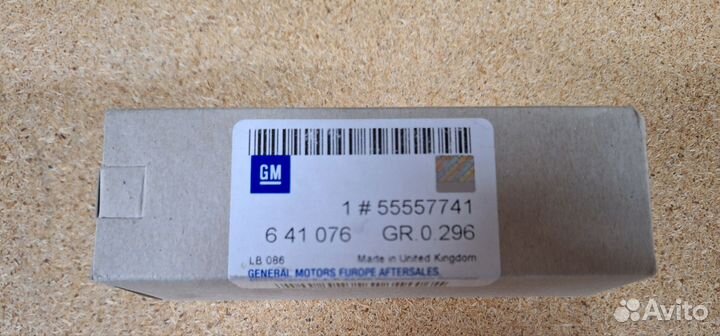 GM
1 # 55557741
6 41 076 GR.0.296
LB 086 Made in United Kingdom
GENERAL MOTORS EUROPE AFTERSALES
Avito